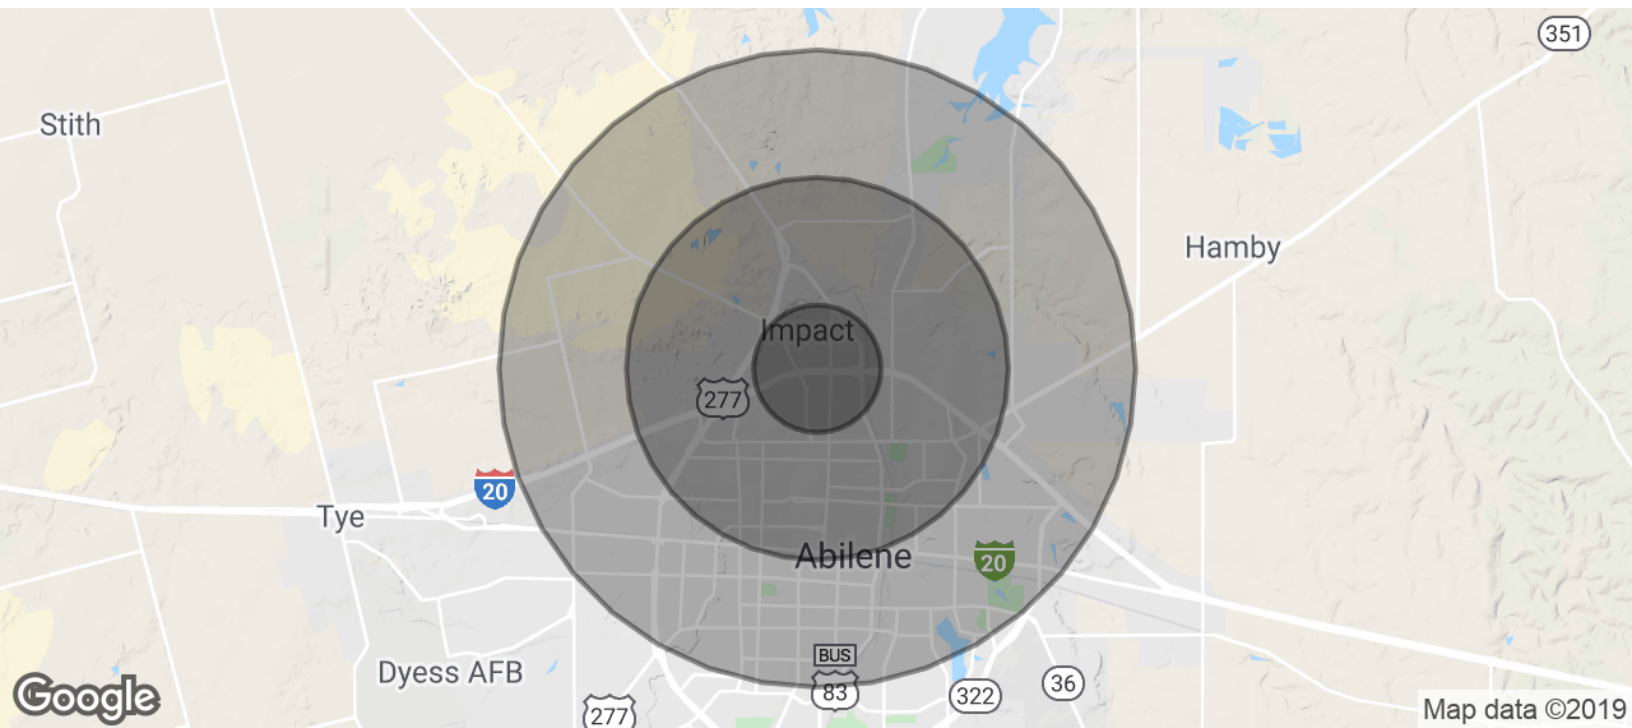 351
Stith
Hamby
Impact
277
20
Tye
Abilene
20
BUS
83
Dyess AFB
322
36
277
Google
Map data ©2019